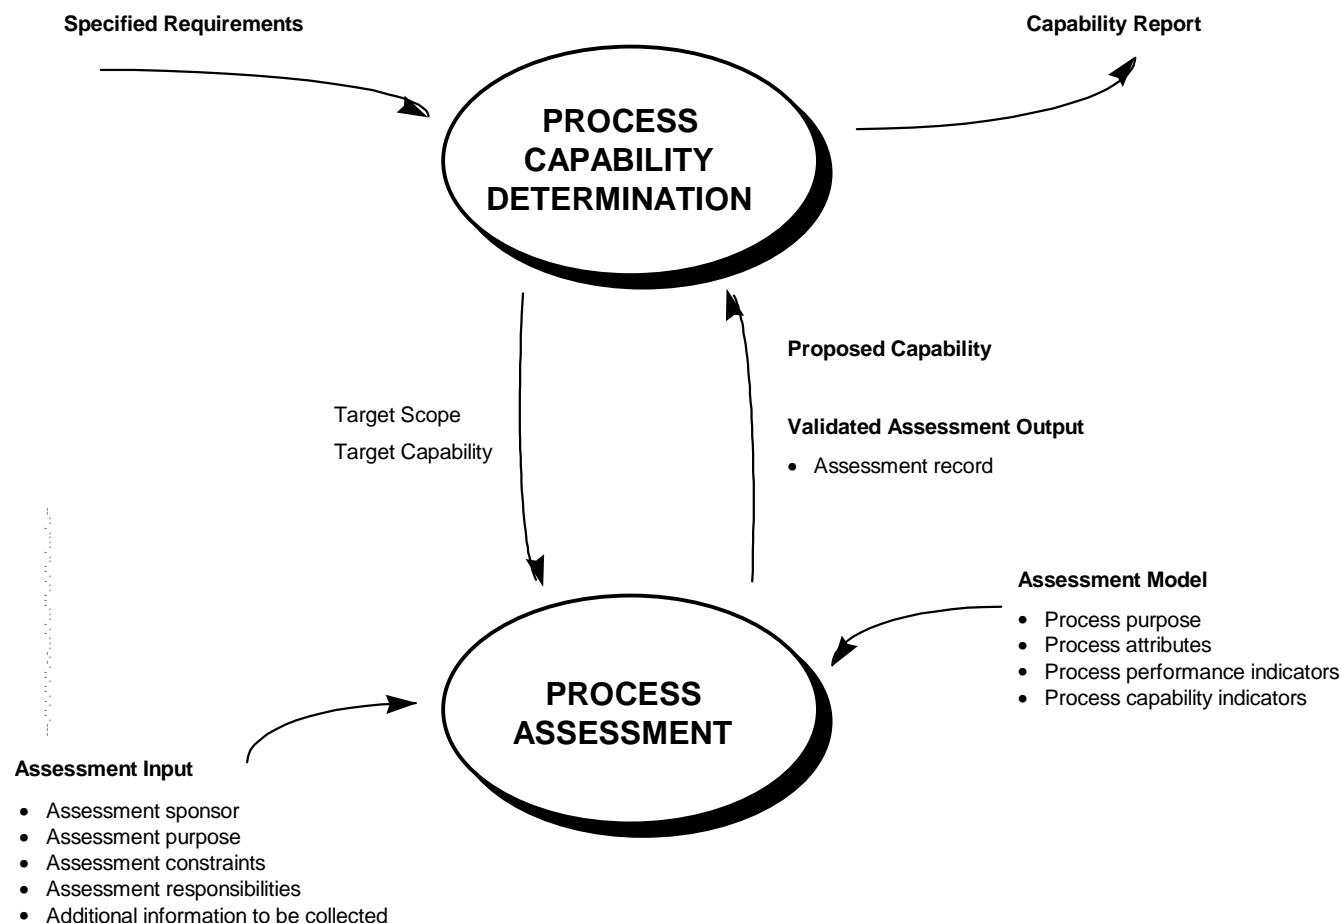 Specified Requirements
Capability Report
PROCESS
CAPABILITY
DETERMINATION
Proposed Capability
Target Scope
Target Capability
Validated Assessment Output
• Assessment record
Assessment Model
• Process purpose
• Process attributes
• Process performance indicators
• Process capability indicators
PROCESS
ASSESSMENT
Assessment Input
• Assessment sponsor
• Assessment purpose
• Assessment constraints
• Assessment responsibilities
• Additional information to be collected